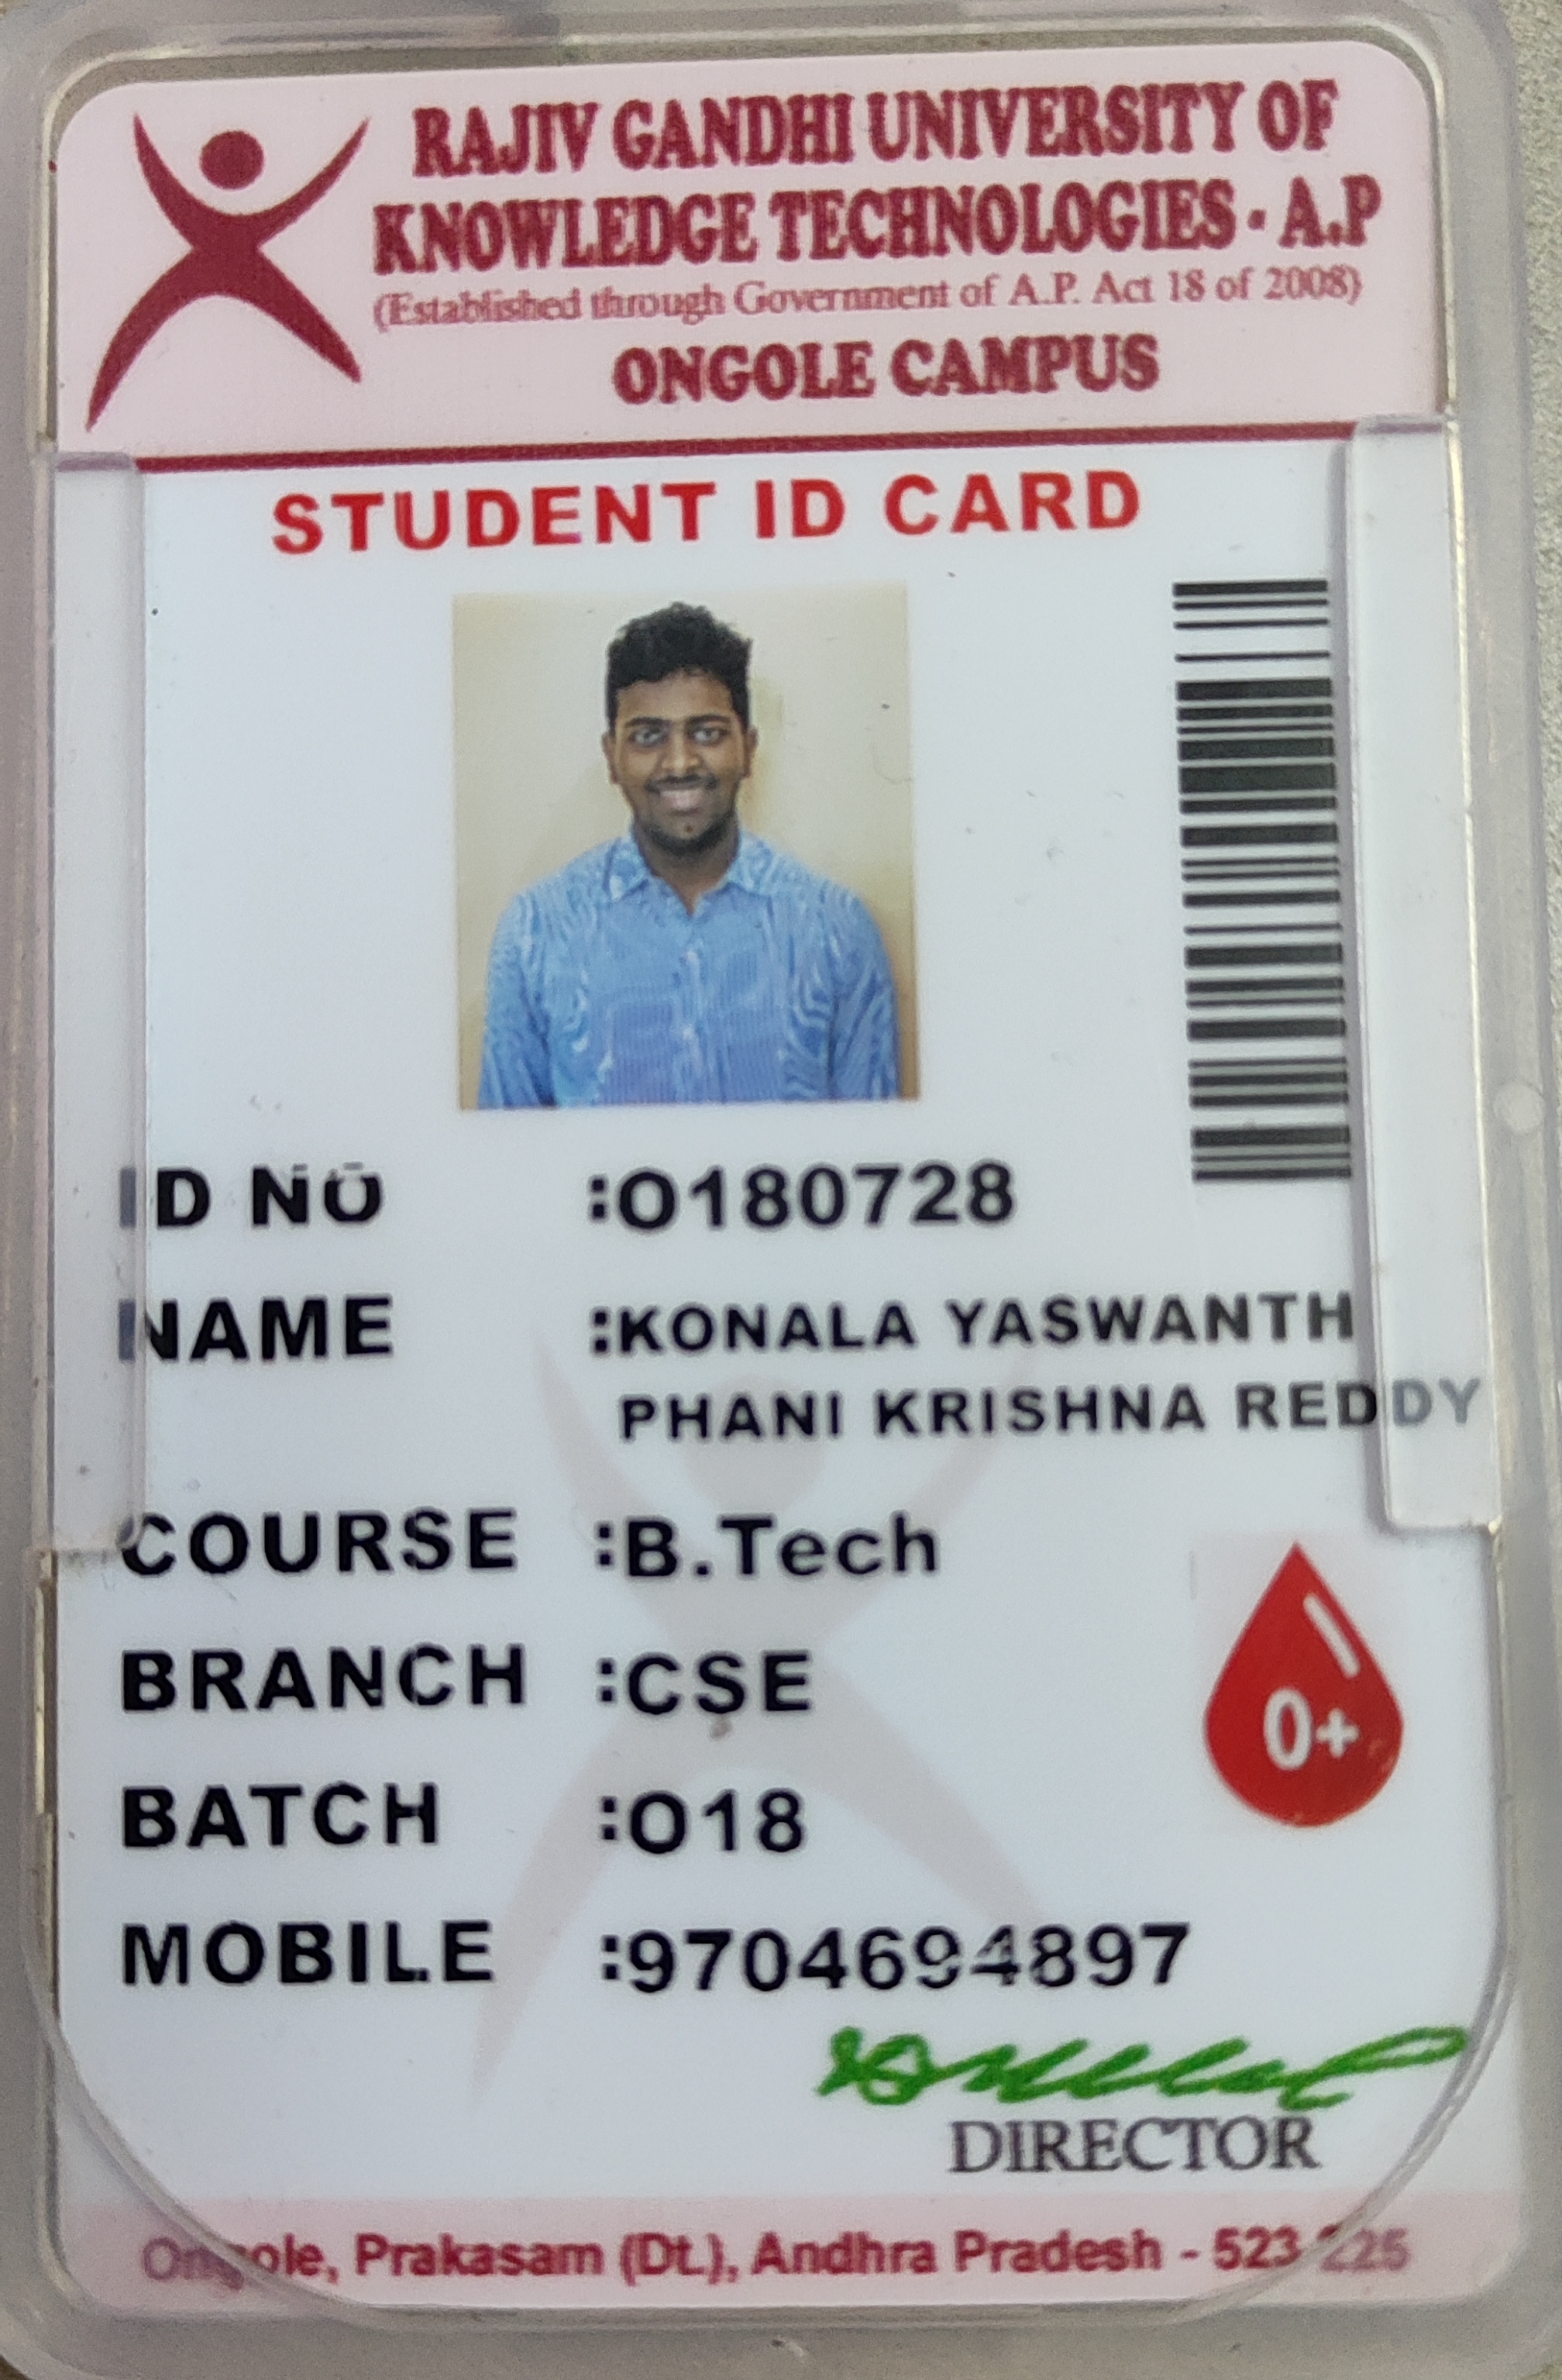 RAJIV GANDHI UNIVERSITY OF
KNOWLEDGE TECHNOLOGIES - A.P
(Established through Government of A.P. Act 18 of 2008)
ONGOLE CAMPUS
STUDENT ID CARD
ID NO :O180728
NAME :KONALA YASWANTH
PHANI KRISHNA REDDY
COURSE :B.Tech
BRANCH :CSE
0+
BATCH :O18
MOBILE :9704694897
DIRECTOR
Ongole, Prakasam (Dt.), Andhra Pradesh - 523 225